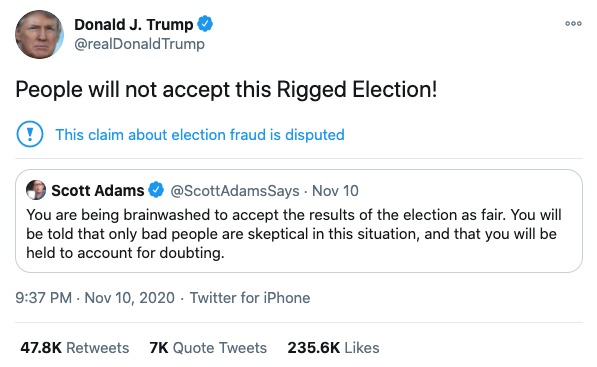 Donald J. Trump
@realDonaldTrump
People will not accept this Rigged Election!
This claim about election fraud is disputed
Scott Adams @ScottAdamsSays · Nov 10
You are being brainwashed to accept the results of the election as fair. You will
be told that only bad people are skeptical in this situation, and that you will be
held to account for doubting.
9:37 PM · Nov 10, 2020 · Twitter for iPhone
47.8K Retweets 7K Quote Tweets 235.6K Likes